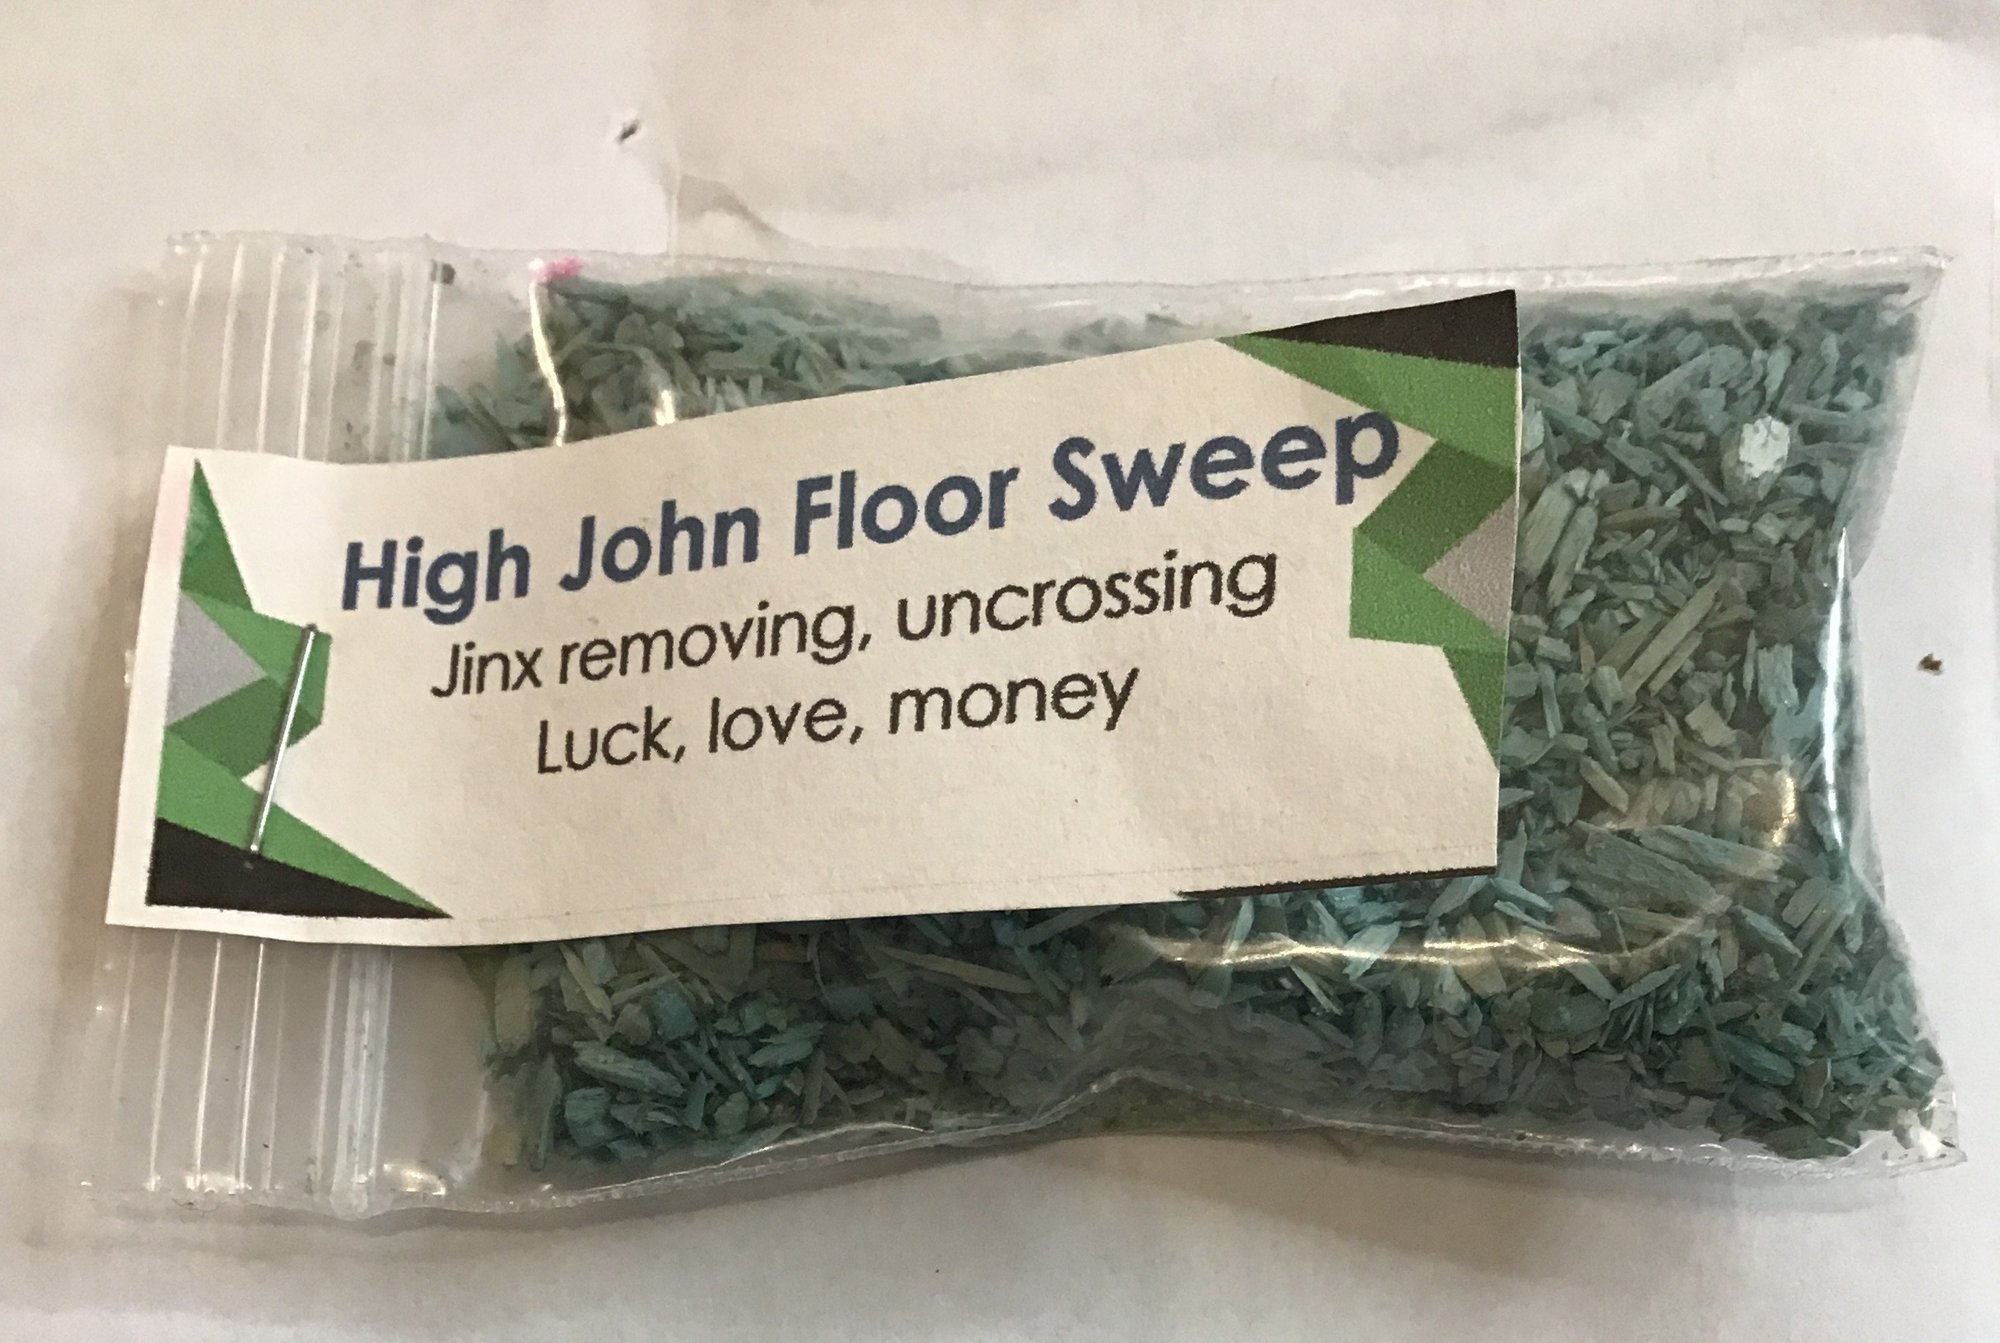 High John Floor Sweep
Jinx removing, uncrossing
Luck, love, money